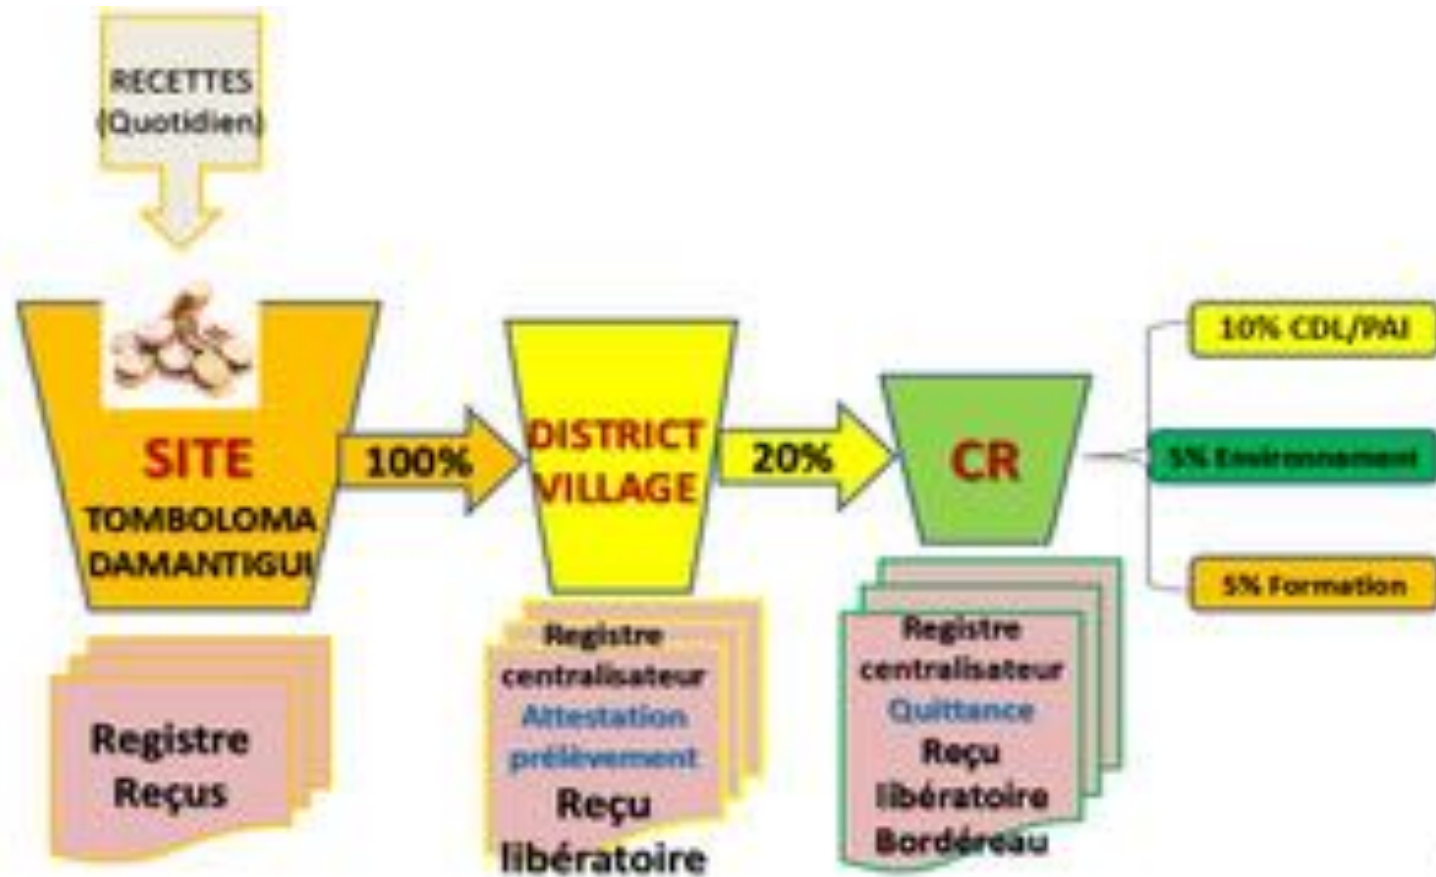 RECETTES
(Quotidien)
SITE
TOMBOLOMA
DAMANTIGUI
100%
DISTRICT
VILLAGE
20%
CR
10% CDL/PAI
5% Environnement
5% Formation
Registre
Reçus
Registre
centralisateur
Attestation
prélèvement
Reçu
libératoire
Registre
centralisateur
Quittance
Reçu
libératoire
Bordéreau